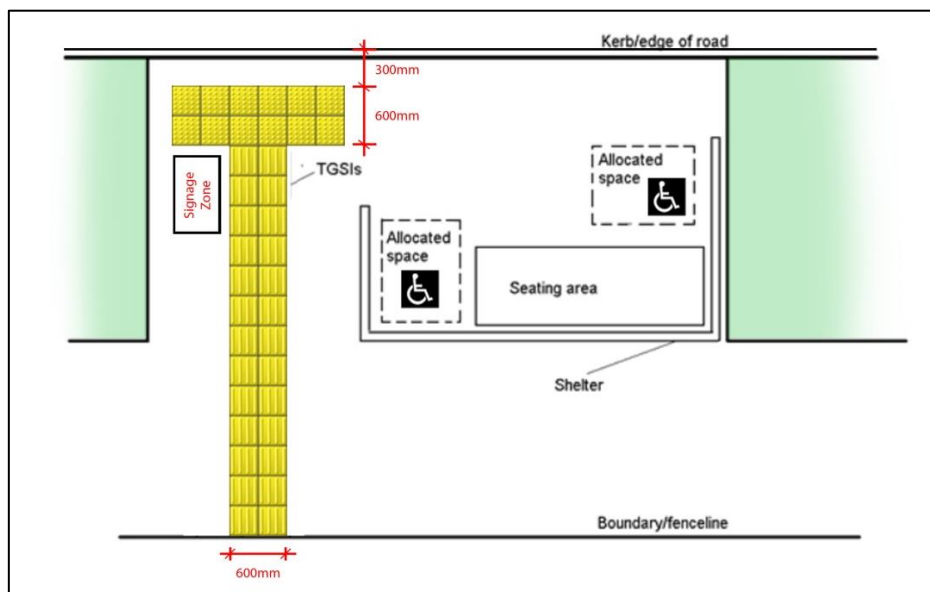 Kerb/edge of road
300mm
600mm
TGSIs
Signage
Zone
Allocated
space
Allocated
space
Seating area
Shelter
Boundary/fenceline
600mm